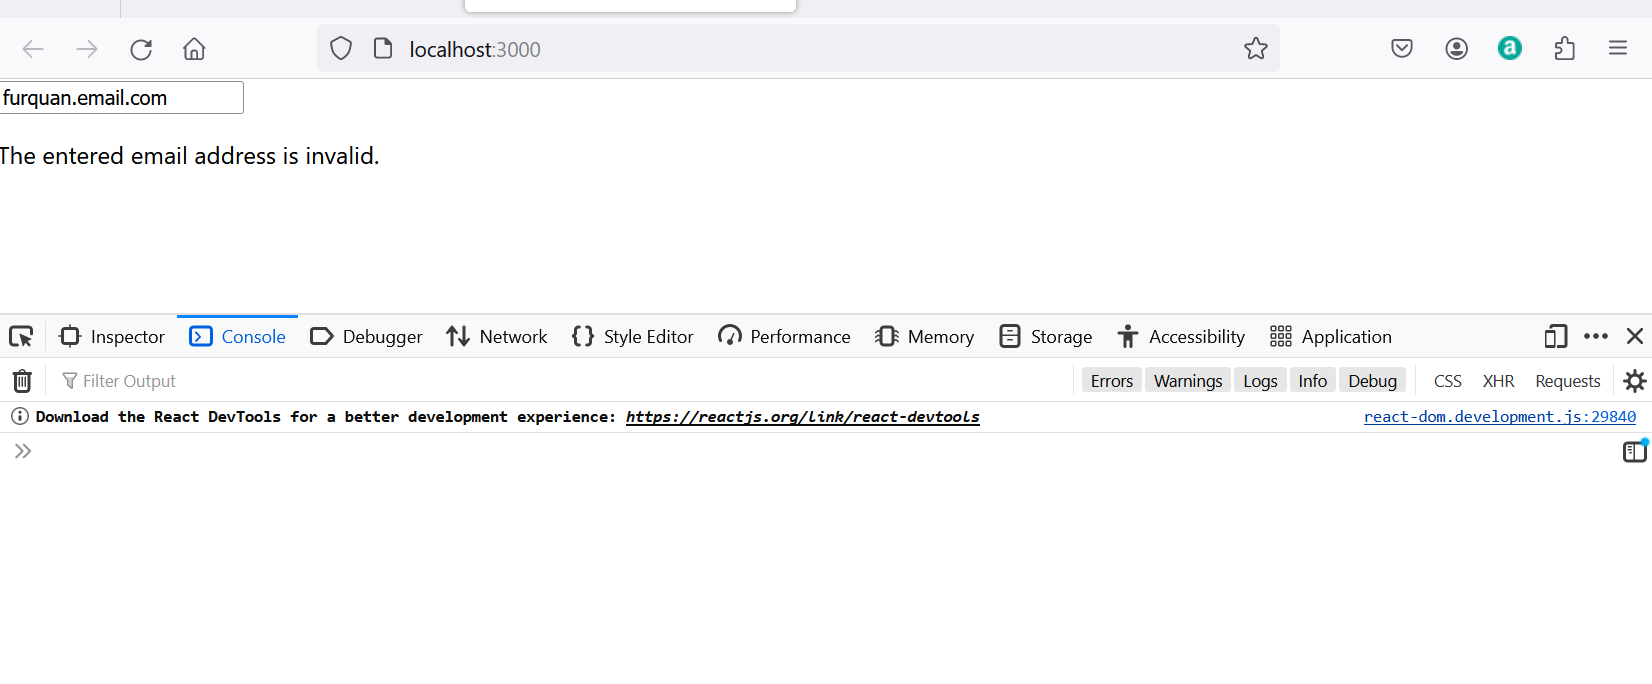 localhost:3000
a
furquan.email.com
The entered email address is invalid.
Inspector Console Debugger Network Style Editor Performance Memory Storage Accessibility Application
Filter Output Errors Warnings Logs Info Debug CSS XHR Requests
Download the React DevTools for a better development experience: https://reactjs.org/link/react-devtools react-dom.development.js:29840